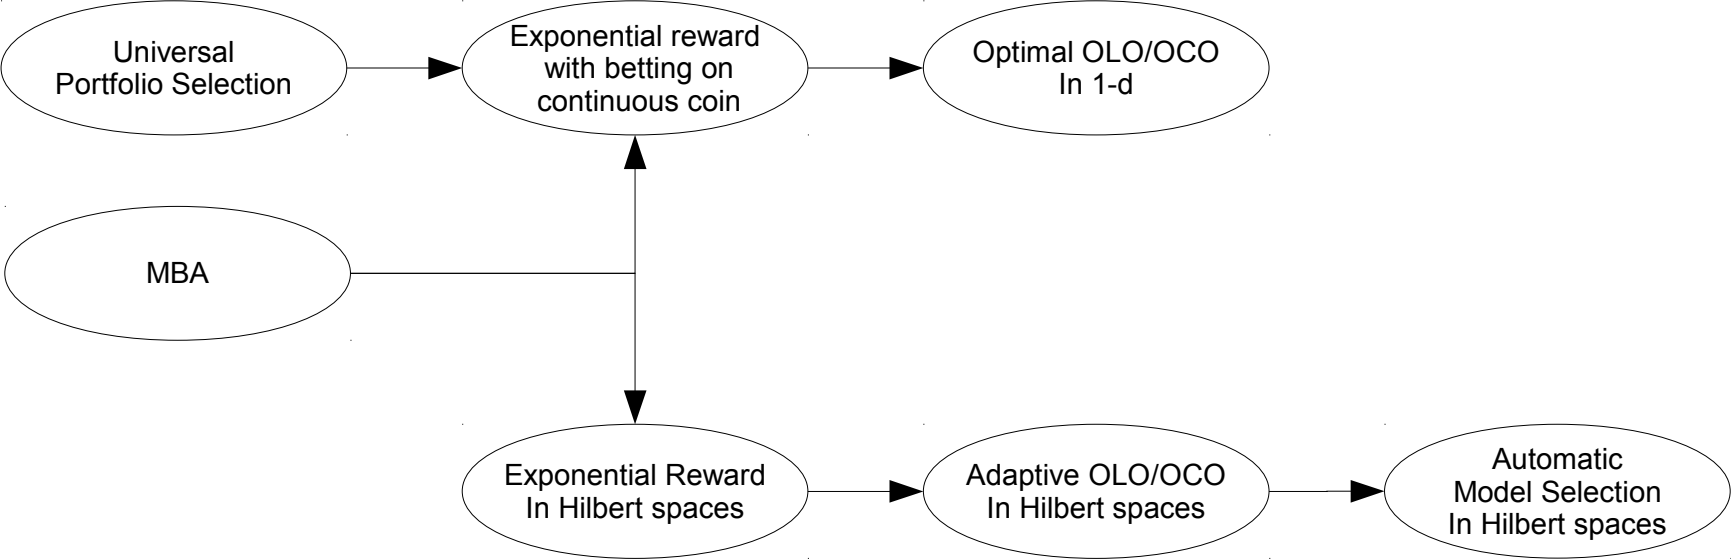 Universal
Portfolio Selection
Exponential reward
with betting on
continuous coin
Optimal OLO/OCO
In 1-d
MBA
Exponential Reward
In Hilbert spaces
Adaptive OLO/OCO
In Hilbert spaces
Automatic
Model Selection
In Hilbert spaces